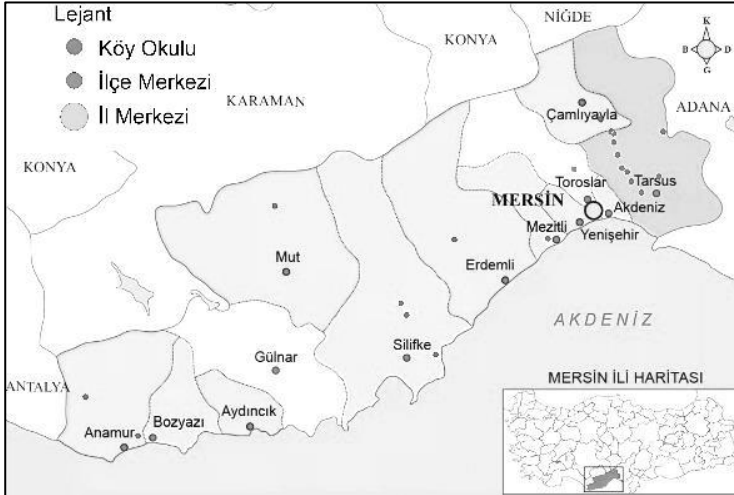 Lejant
Köy Okulu
İlçe Merkezi
İl Merkezi
NİĞDE
KONYA
K
B D
G
KARAMAN
ADANA
Çamlıyayla
KONYA
Toroslar
Tarsus
MERSİN
Akdeniz
Mezitli
Yenişehir
Mut
Erdemli
AKDENİZ
Silifke
Gülnar
ANTALYA
MERSİN İLİ HARİTASI
Aydıncık
Bozyazı
Anamur